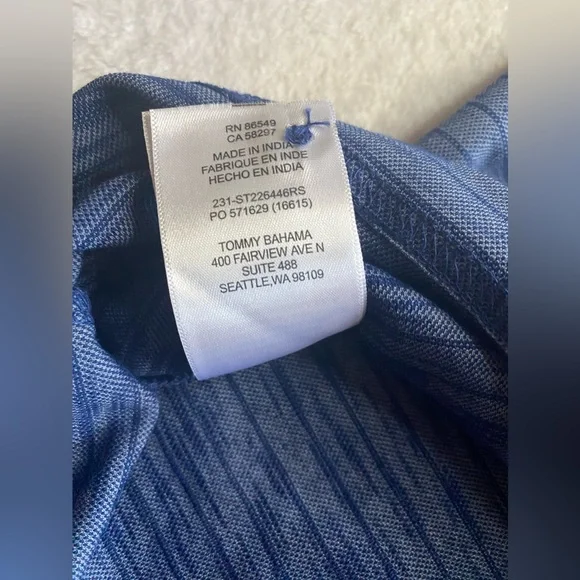 RN 86549
CA 58297
MADE IN INDIA
FABRIQUE EN INDE
HECHO EN INDIA
231-ST226446RS
PO 571629 (16615)
TOMMY BAHAMA
400 FAIRVIEW AVE N
SUITE 488
SEATTLE, WA 98109